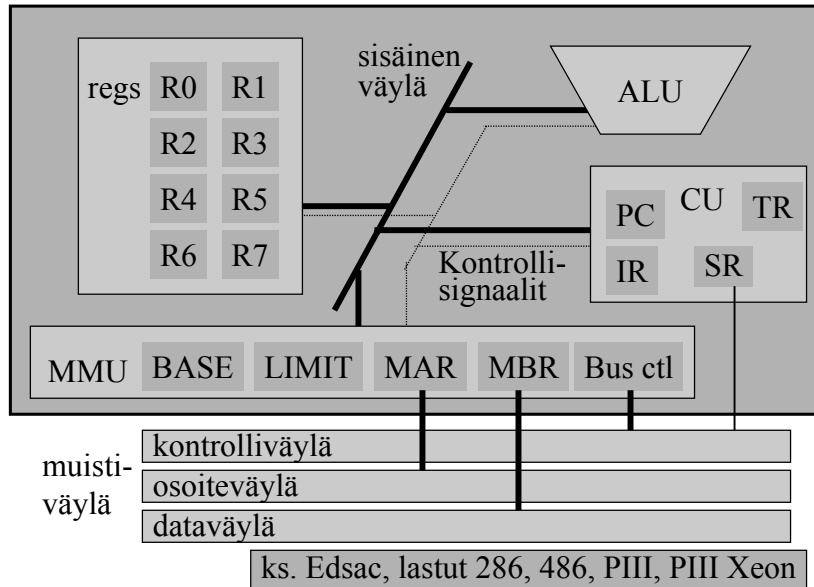 regs R0 R1
R2 R3
R4 R5
R6 R7
sisäinen
väylä
ALU
PC CU TR
IR SR
Kontrolli-
signaalit
MMU BASE LIMIT MAR MBR Bus ctl
muisti-
väylä
kontrolliväylä
osoiteväylä
dataväylä
ks. Edsac, lastut 286, 486, PIII, PIII Xeon